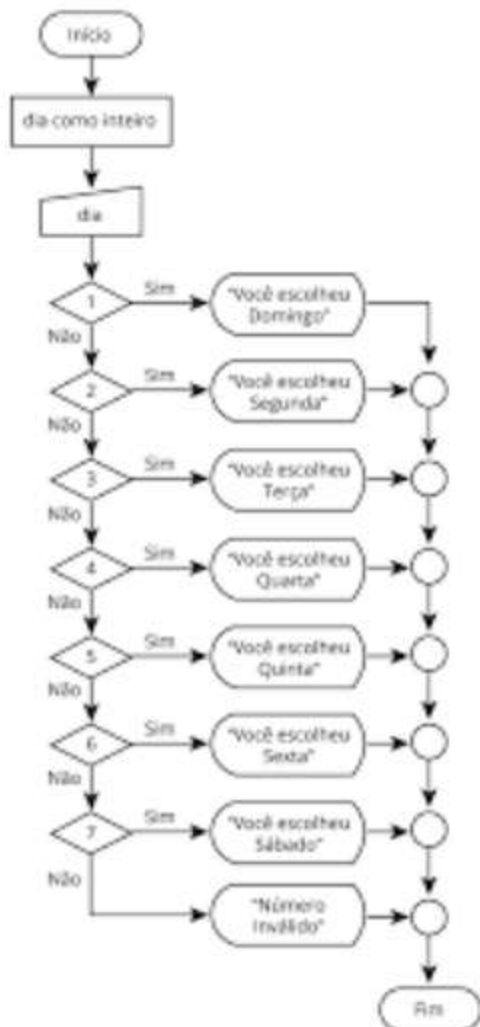 Início
dia como inteiro
dia
1
Sim
"Você escolheu
Domingo"
Não
2
Sim
"Você escolheu
Segunda"
Não
3
Sim
"Você escolheu
Terça"
Não
4
Sim
"Você escolheu
Quarta"
Não
5
Sim
"Você escolheu
Quinta"
Não
6
Sim
"Você escolheu
Sexta"
Não
7
Sim
"Você escolheu
Sábado"
Não
"Número
Inválido"
Fim